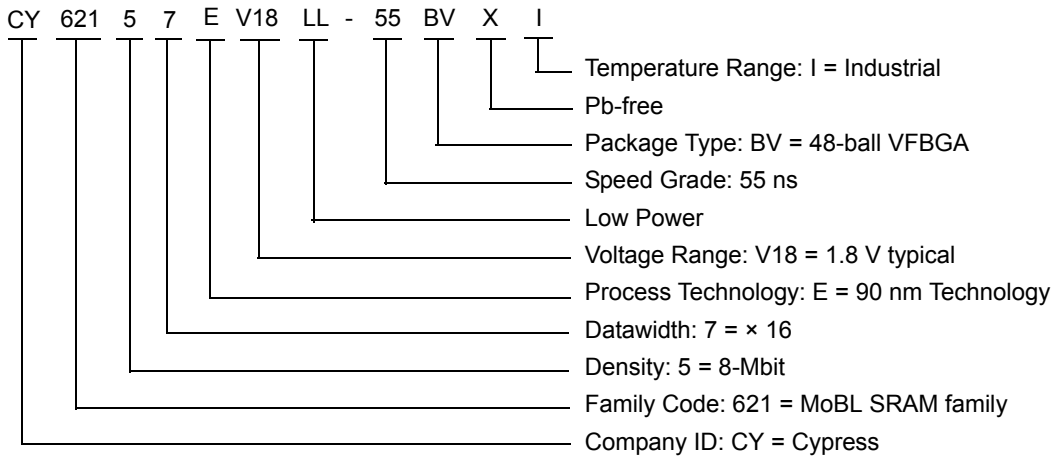 CY 621 5 7 E V18 LL - 55 BV X I
Temperature Range: I = Industrial
Pb-free
Package Type: BV = 48-ball VFBGA
Speed Grade: 55 ns
Low Power
Voltage Range: V18 = 1.8 V typical
Process Technology: E = 90 nm Technology
Datawidth: 7 = × 16
Density: 5 = 8-Mbit
Family Code: 621 = MoBL SRAM family
Company ID: CY = Cypress